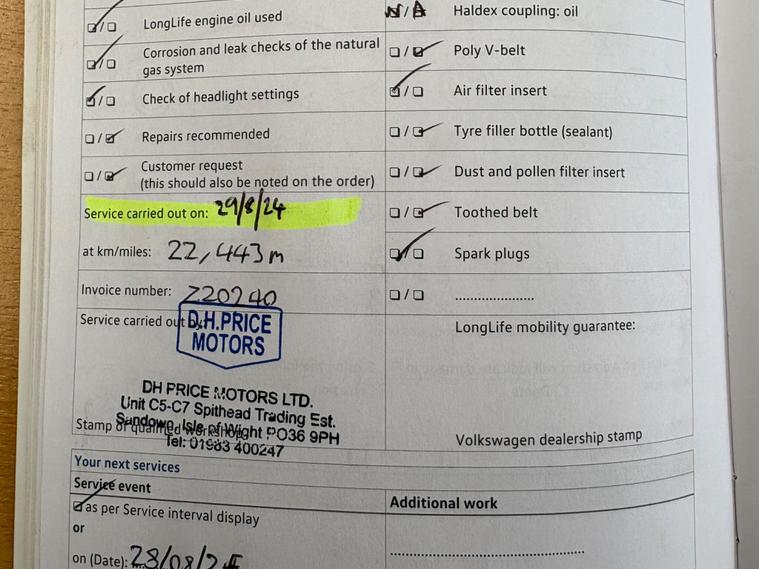 LongLife engine oil used
Corrosion and leak checks of the natural
gas system
Check of headlight settings
Repairs recommended
Customer request
(this should also be noted on the order)
Service carried out on: 29/8/24
at km/miles: 22,443m
Invoice number: 220240
Service carried out by:
D.H.PRICE
MOTORS
DH PRICE MOTORS LTD.
Unit C5-C7 Spithead Trading Est.
Sandown, Isle of Wight PO36 9PH
Tel: 01983 400247
Stamp of qualified workshop
N/A Haldex coupling: oil
Poly V-belt
Air filter insert
Tyre filler bottle (sealant)
Dust and pollen filter insert
Toothed belt
Spark plugs
......................
LongLife mobility guarantee:
Volkswagen dealership stamp
Your next services
Service event
as per Service interval display
or
on (Date): 28/08/25
Additional work
......................................................